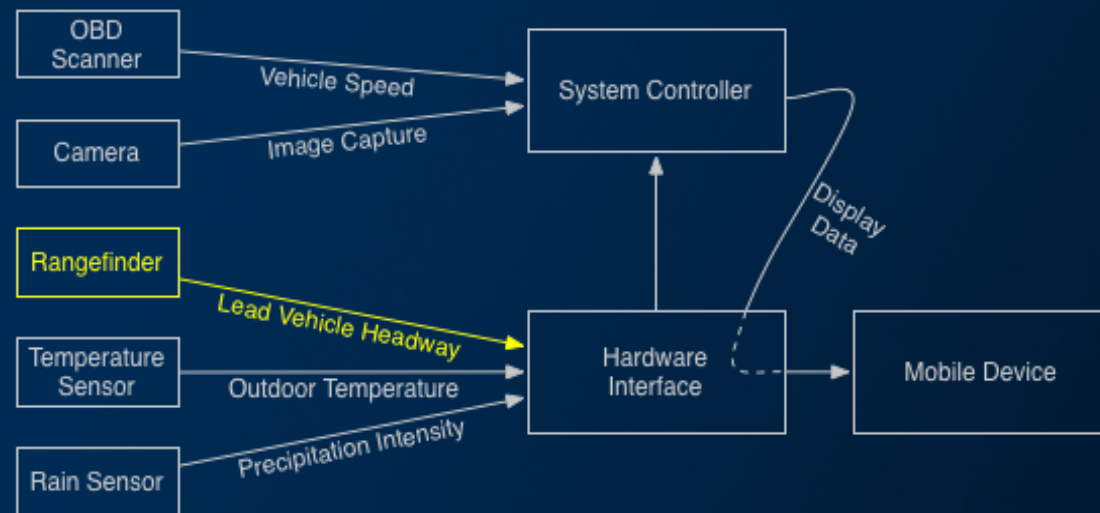 OBD
Scanner
Vehicle Speed
System Controller
Camera
Image Capture
Display
Data
Rangefinder
Lead Vehicle Headway
Temperature
Sensor
Outdoor Temperature
Hardware
Interface
Mobile Device
Rain Sensor
Precipitation Intensity